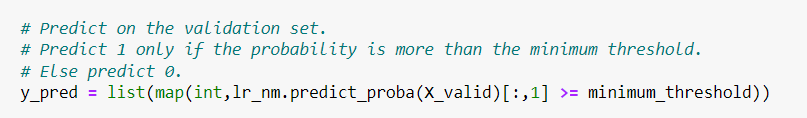 # Predict on the validation set.
# Predict 1 only if the probability is more than the minimum threshold.
# Else predict 0.
y_pred = list(map(int,lr_nm.predict_proba(X_valid)[:,1] >= minimum_threshold))